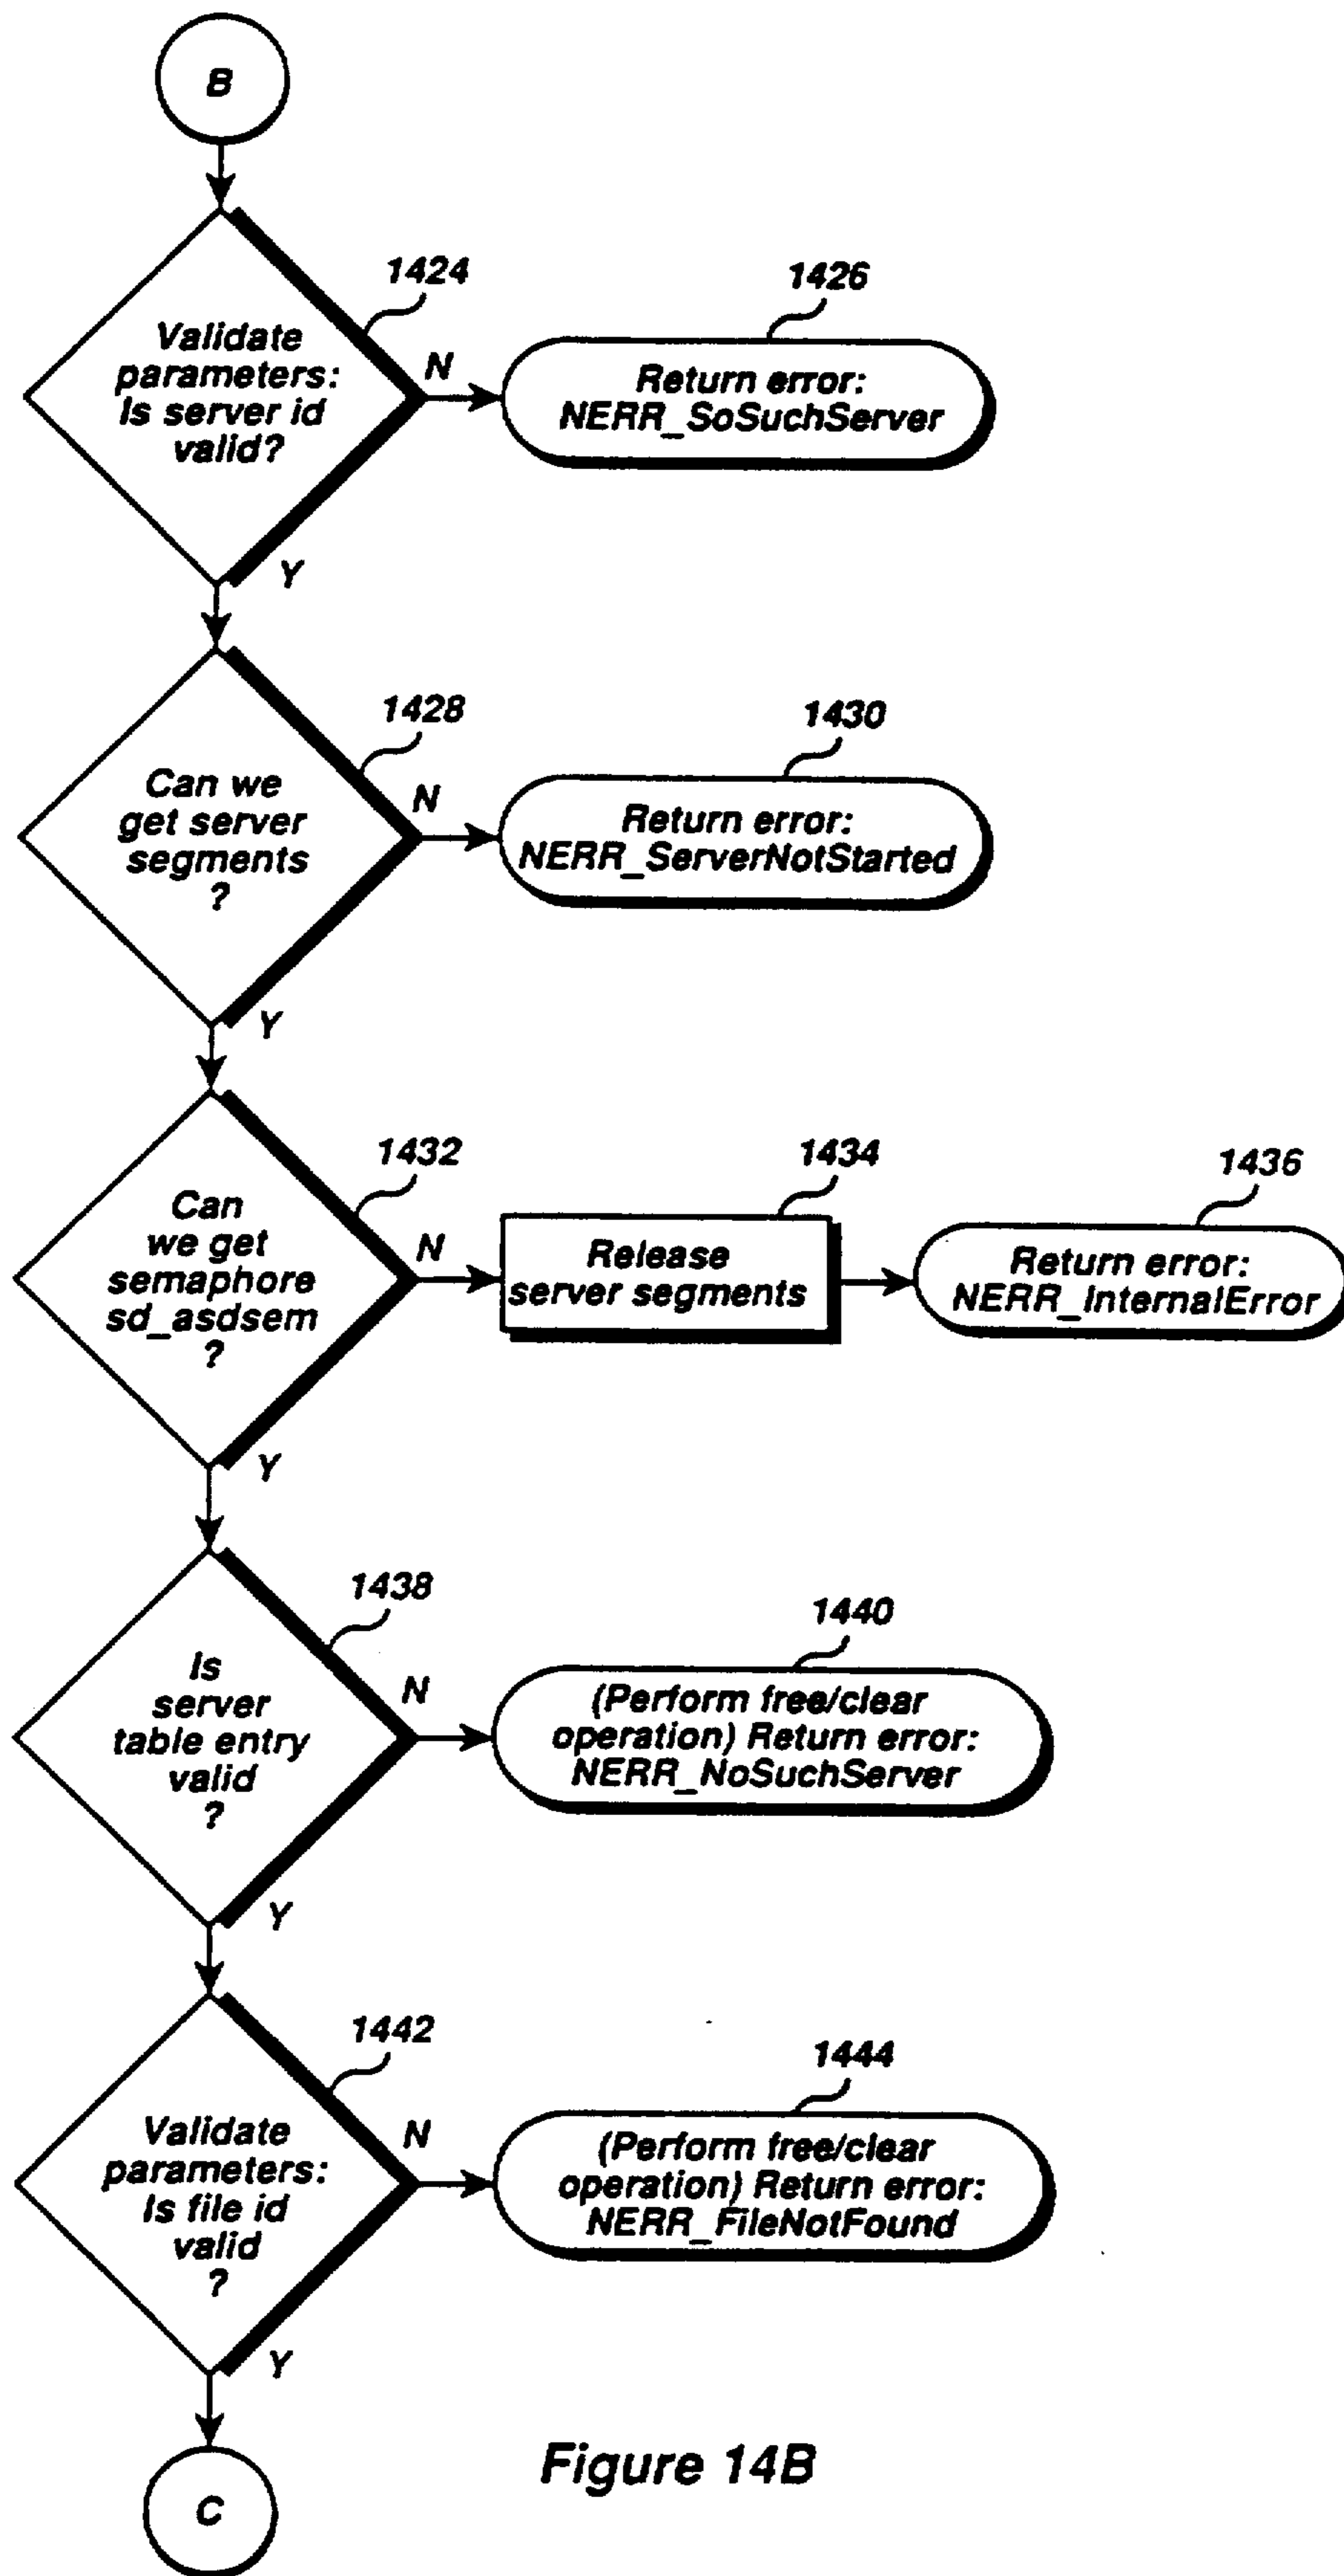 B
1424
Validate
parameters:
Is server id
valid?
N
Y
1426
Return error:
NERR_SoSuchServer
1428
Can we
get server
segments
?
N
Y
1430
Return error:
NERR_ServerNotStarted
1432
Can
we get
semaphore
sd_asdsem
?
N
Y
1434
Release
server segments
1436
Return error:
NERR_InternalError
1438
Is
server
table entry
valid
?
N
Y
1440
(Perform free/clear
operation) Return error:
NERR_NoSuchServer
1442
Validate
parameters:
Is file id
valid
?
N
Y
1444
(Perform free/clear
operation) Return error:
NERR_FileNotFound
C
Figure 14B